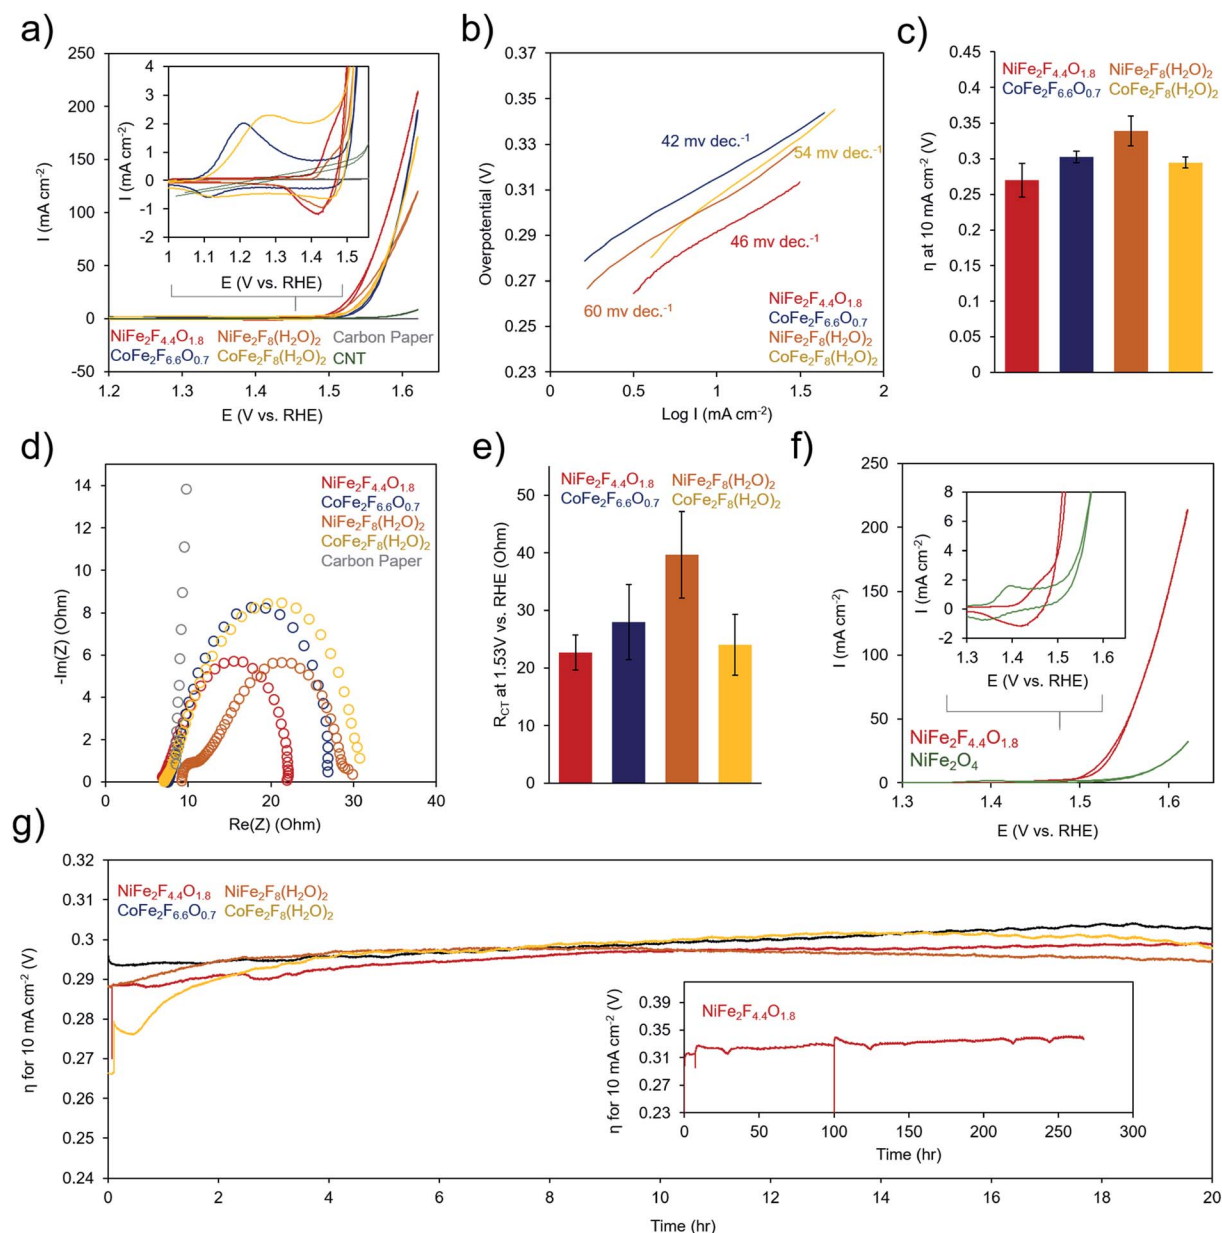 a)
250
200
150
100
50
0
-50
I (mA cm-2)
1.2 1.3 1.4 1.5 1.6 1.7
E (V vs. RHE)
4
3
2
1
0
-1
-2
I (mA cm-2)
1 1.1 1.2 1.3 1.4 1.5
E (V vs. RHE)
NiFe2F4.4O1.8 NiFe2F8(H2O)2 Carbon Paper
CoFe2F6.6O0.7 CoFe2F8(H2O)2 CNT
b)
0.37
0.35
0.33
0.31
0.29
0.27
0.25
0.23
Overpotential (V)
0 0.5 1 1.5 2
Log I (mA cm-2)
42 mv dec.-1
54 mv dec.-1
46 mv dec.-1
60 mv dec.-1
NiFe2F4.4O1.8
CoFe2F6.6O0.7
NiFe2F8(H2O)2
CoFe2F8(H2O)2
c)
0.45
0.4
0.35
0.3
0.25
0.2
0.15
0.1
0.05
0
η at 10 mA cm-2 (V)
NiFe2F4.4O1.8 NiFe2F8(H2O)2
CoFe2F6.6O0.7 CoFe2F8(H2O)2
d)
14
12
10
8
6
4
2
0
-Im(Z) (Ohm)
0 10 20 30 40
Re(Z) (Ohm)
NiFe2F4.4O1.8
CoFe2F6.6O0.7
NiFe2F8(H2O)2
CoFe2F8(H2O)2
Carbon Paper
e)
50
40
30
20
10
0
RCT at 1.53V vs. RHE (Ohm)
NiFe2F4.4O1.8 NiFe2F8(H2O)2
CoFe2F6.6O0.7 CoFe2F8(H2O)2
f)
250
200
150
100
50
0
I (mA cm-2)
1.3 1.4 1.5 1.6
E (V vs. RHE)
8
6
4
2
0
-2
I (mA cm-2)
1.3 1.4 1.5 1.6
E (V vs. RHE)
NiFe2F4.4O1.8
NiFe2O4
g)
0.32
0.31
0.3
0.29
0.28
0.27
0.26
0.25
0.24
η for 10 mA cm-2 (V)
0 2 4 6 8 10 12 14 16 18 20
Time (hr)
NiFe2F4.4O1.8 NiFe2F8(H2O)2
CoFe2F6.6O0.7 CoFe2F8(H2O)2
0.39
0.35
0.31
0.27
0.23
η for 10 mA cm-2 (V)
NiFe2F4.4O1.8
0 50 100 150 200 250 300
Time (hr)